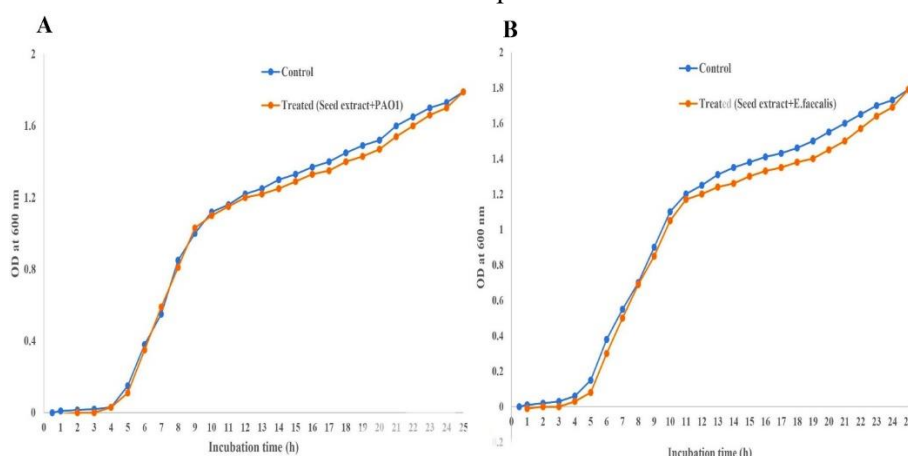 A
B
2
1.6
1.2
0.8
0.4
0
OD at 600 nm
Control
Treated (Seed extract+PAO1)
0 1 2 3 4 5 6 7 8 9 10 11 12 13 14 15 16 17 18 19 20 21 22 23 24 25
Incubation time (h)
2
1.8
1.6
1.4
1.2
1
0.8
0.6
0.4
0.2
0
0.2
OD at 600 nm
Control
Treated (Seed extract+E.faecalis)
0 1 2 3 4 5 6 7 8 9 10 11 12 13 14 15 16 17 18 19 20 21 22 23 24
Incubation time (h)